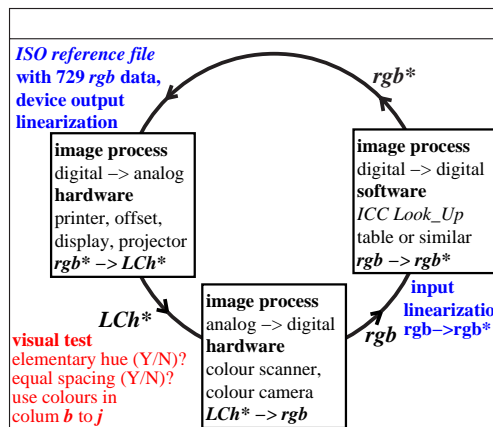 ISO reference file
with 729 rgb data,
device output
linearization
rgb*
image process
digital −> analog
hardware
printer, offset,
display, projector
rgb* −> LCh*
image process
digital −> digital
software
ICC Look_Up
table or similar
rgb −> rgb*
LCh*
image process
analog −> digital
hardware
colour scanner,
colour camera
LCh* −> rgb
rgb
input
linearization
rgb−>rgb*
visual test
elementary hue (Y/N)?
equal spacing (Y/N)?
use colours in
colum b to j